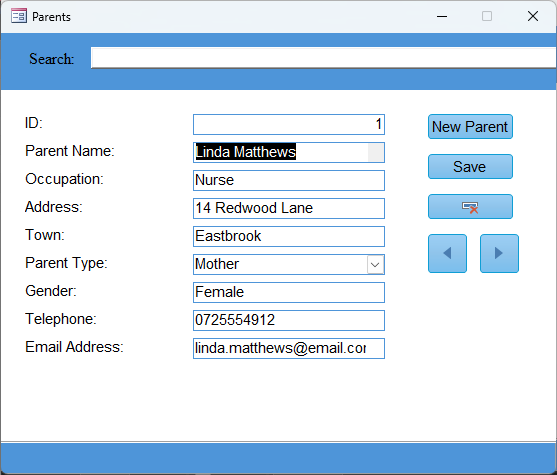 Parents
Search:
ID: 1
Parent Name: Linda Matthews
Occupation: Nurse
Address: 14 Redwood Lane
Town: Eastbrook
Parent Type: Mother
Gender: Female
Telephone: 0725554912
Email Address: linda.matthews@email.cor
New Parent
Save